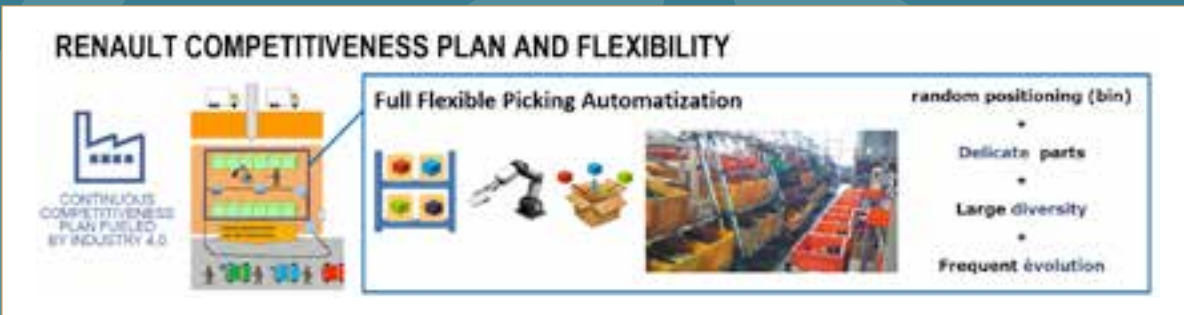 RENAULT COMPETITIVENESS PLAN AND FLEXIBILITY
CONTINUOUS
COMPETITIVENESS
PLAN FUELED
BY INDUSTRY 4.0
Full Flexible Picking Automatization
random positioning (bin)
+
Delicate parts
+
Large diversity
+
Frequent évolution